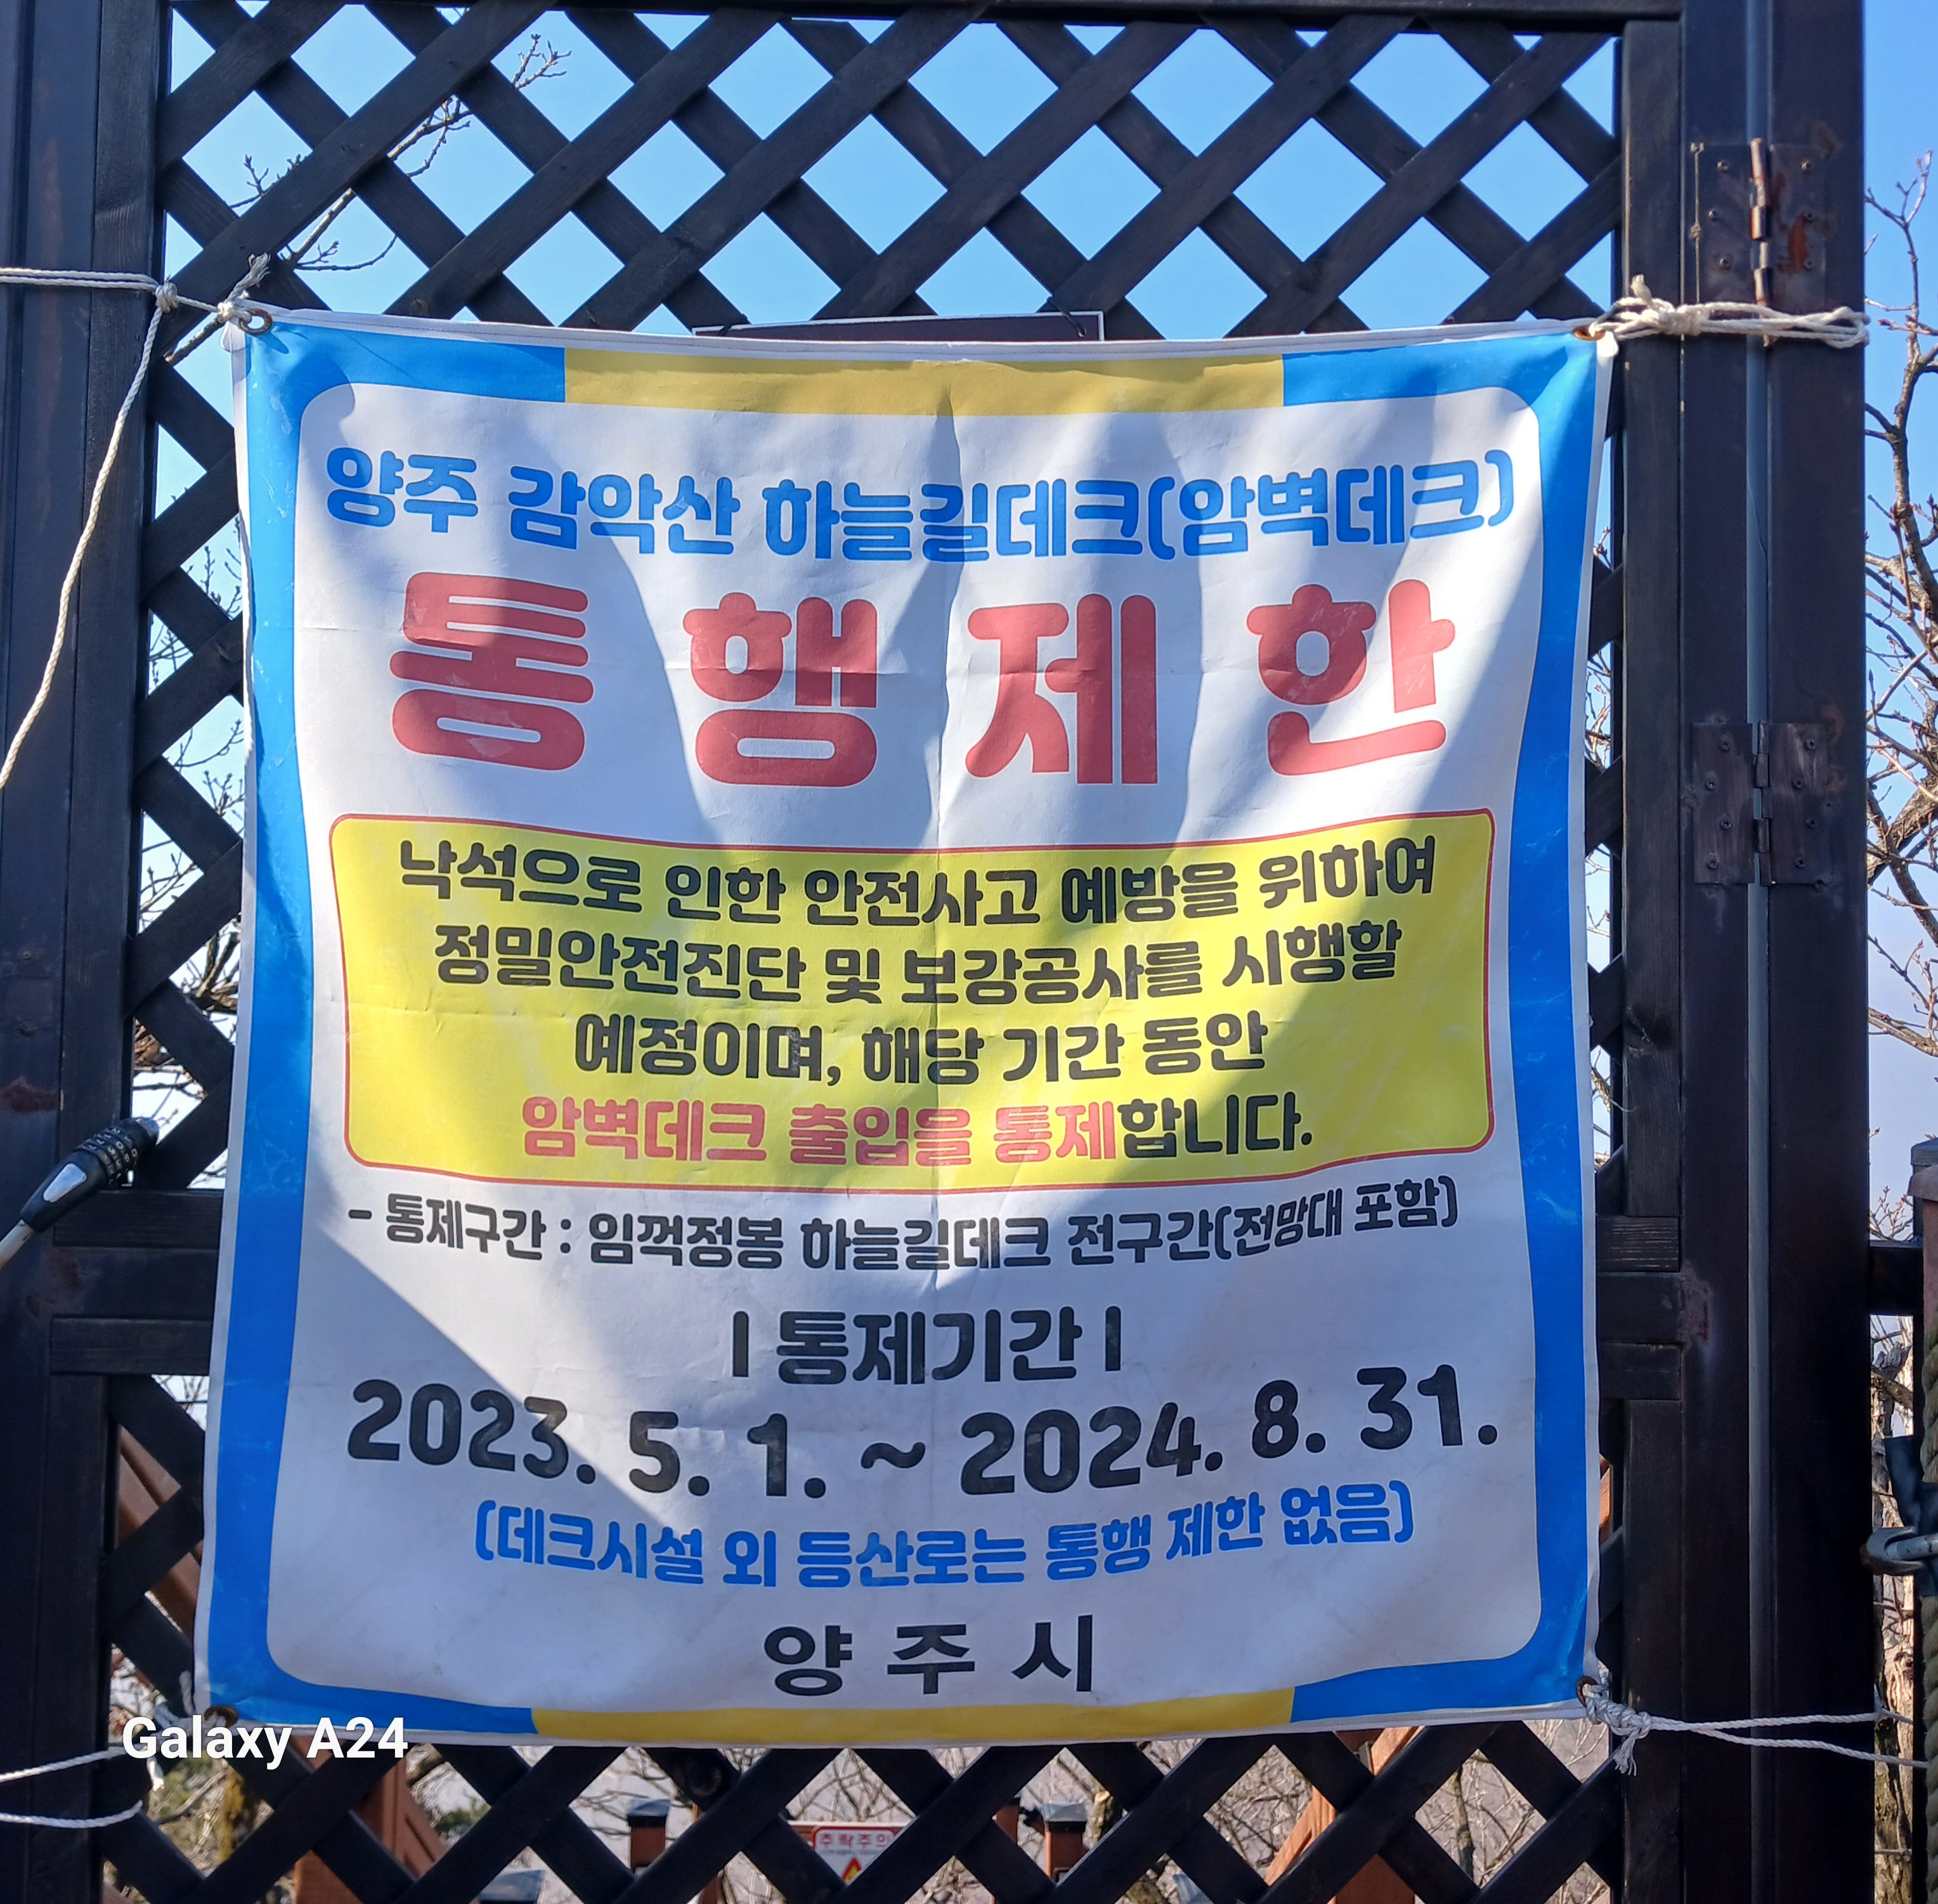 양주 감악산 하늘길데크(암벽데크)
통행제한
낙석으로 인한 안전사고 예방을 위하여
정밀안전진단 및 보강공사를 시행할
예정이며, 해당 기간 동안
암벽데크 출입을 통제합니다.
- 통제구간 : 임꺽정봉 하늘길데크 전구간(전망대 포함)
| 통제기간 |
2023. 5. 1. ~ 2024. 8. 31.
(데크시설 외 등산로는 통행 제한 없음)
양주시
Galaxy A24
추락주의